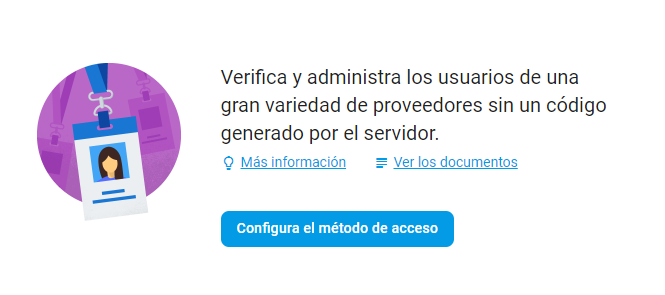 Verifica y administra los usuarios de una
gran variedad de proveedores sin un código
generado por el servidor.
Más información Ver los documentos
Configura el método de acceso